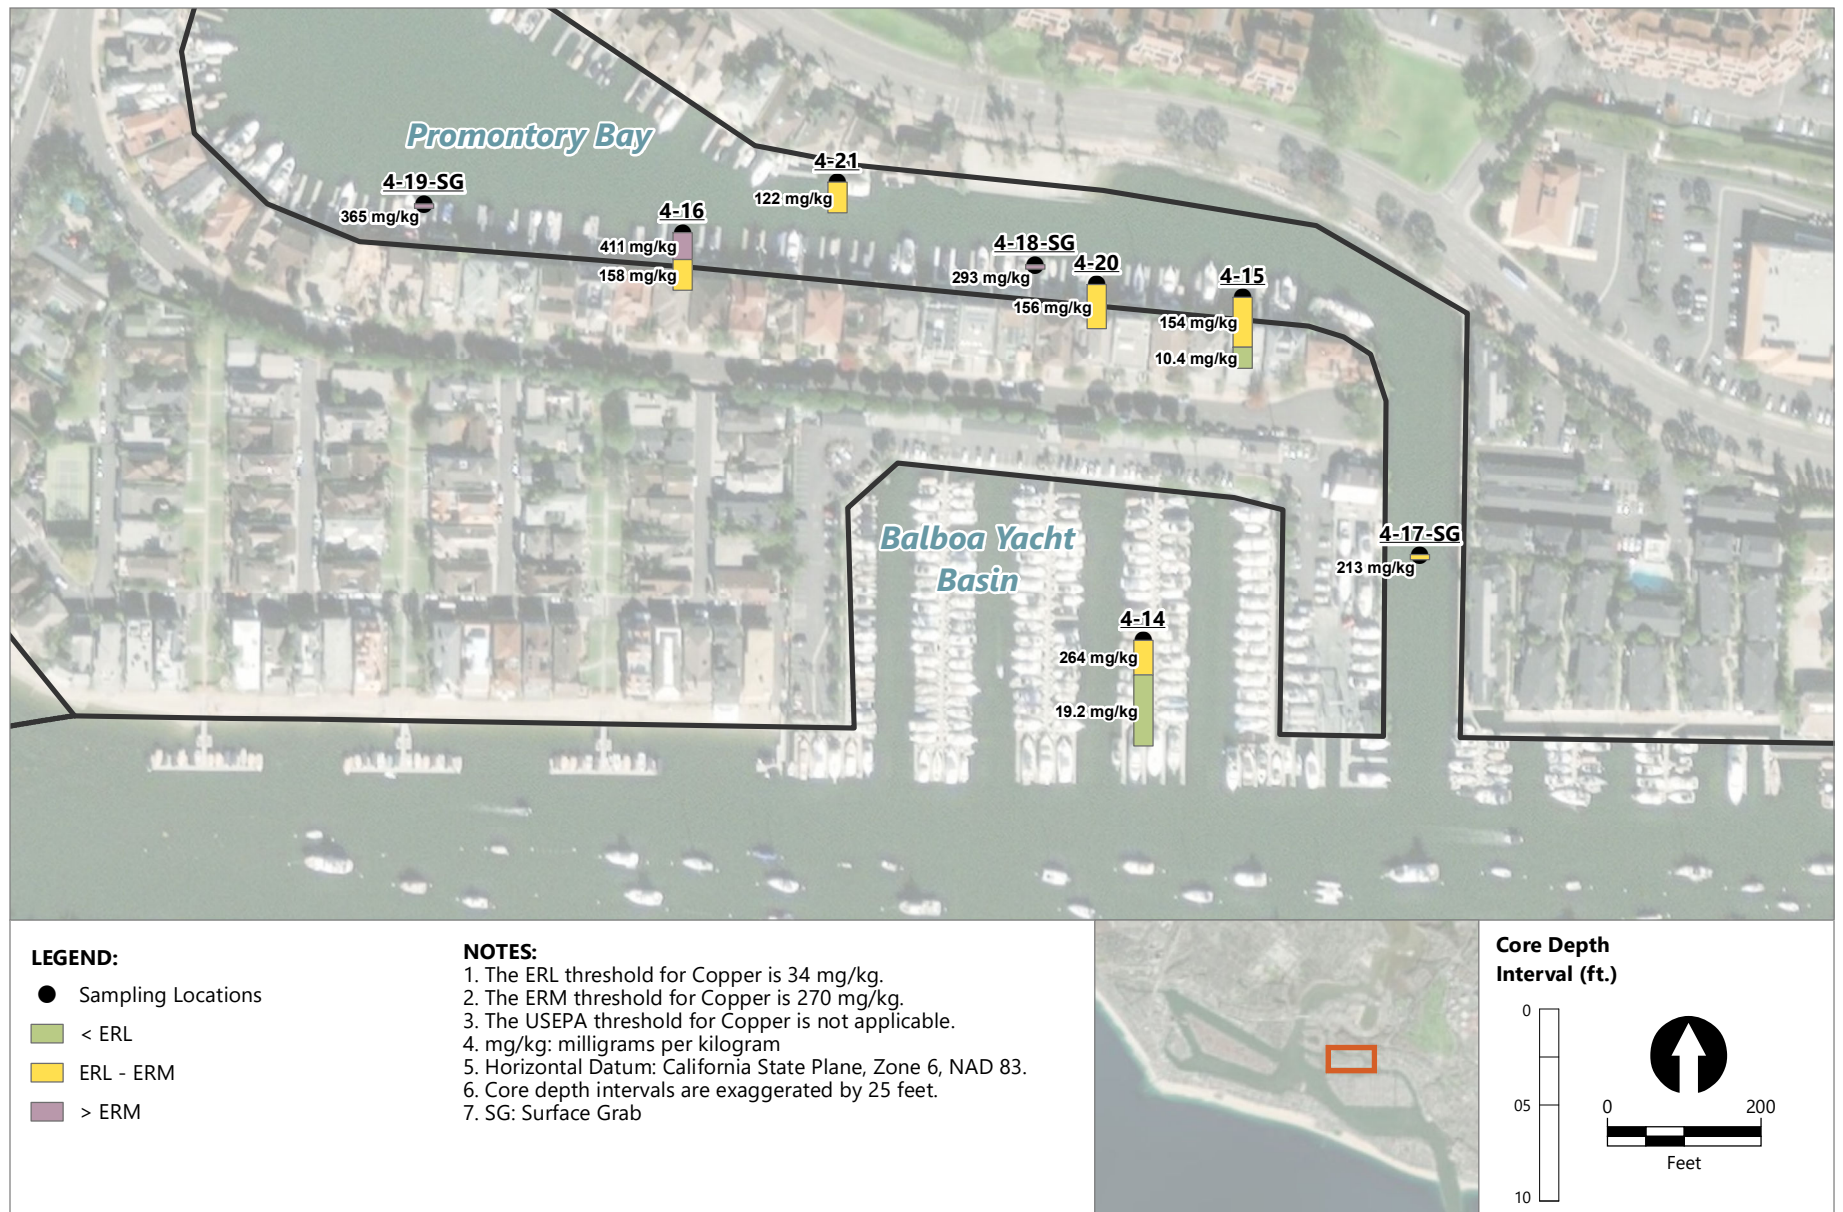 Promontory Bay
4-21
122 mg/kg
4-19-SG
365 mg/kg
4-16
411 mg/kg
158 mg/kg
4-18-SG
293 mg/kg
4-20
156 mg/kg
4-15
154 mg/kg
10.4 mg/kg
Balboa Yacht
Basin
4-17-SG
213 mg/kg
4-14
264 mg/kg
19.2 mg/kg
LEGEND:
Sampling Locations
< ERL
ERL - ERM
> ERM
NOTES:
1. The ERL threshold for Copper is 34 mg/kg.
2. The ERM threshold for Copper is 270 mg/kg.
3. The USEPA threshold for Copper is not applicable.
4. mg/kg: milligrams per kilogram
5. Horizontal Datum: California State Plane, Zone 6, NAD 83.
6. Core depth intervals are exaggerated by 25 feet.
7. SG: Surface Grab
Core Depth
Interval (ft.)
0
05
10
0 200
Feet